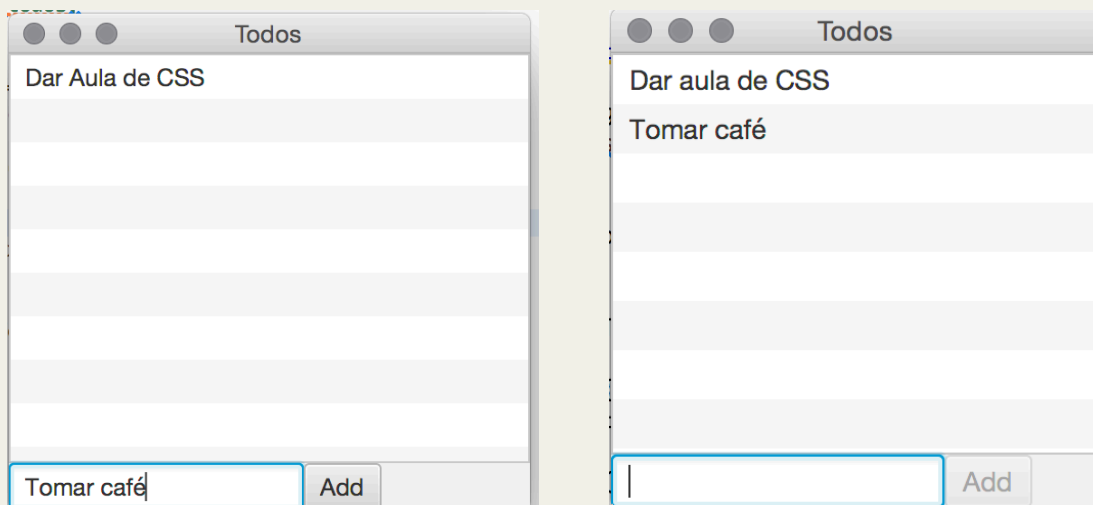 Todos
Dar Aula de CSS
Tomar café
Add
Todos
Dar aula de CSS
Tomar café
Add